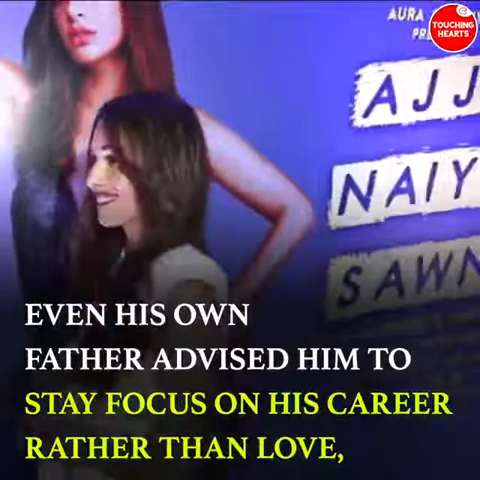 AURA
PR
TOUCHING
HEARTS
AJJ
NAIY
SAWN
EVEN HIS OWN
FATHER ADVISED HIM TO
STAY FOCUS ON HIS CAREER
RATHER THAN LOVE,